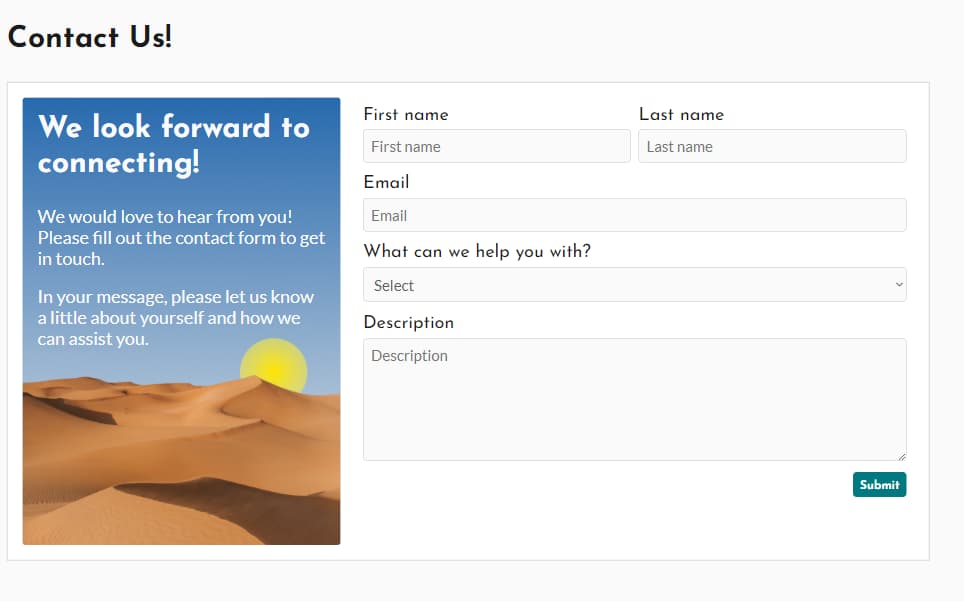 Contact Us!
We look forward to
connecting!
We would love to hear from you!
Please fill out the contact form to get
in touch.
In your message, please let us know
a little about yourself and how we
can assist you.
First name
Last name
First name
Last name
Email
Email
What can we help you with?
Select
Description
Description
Submit